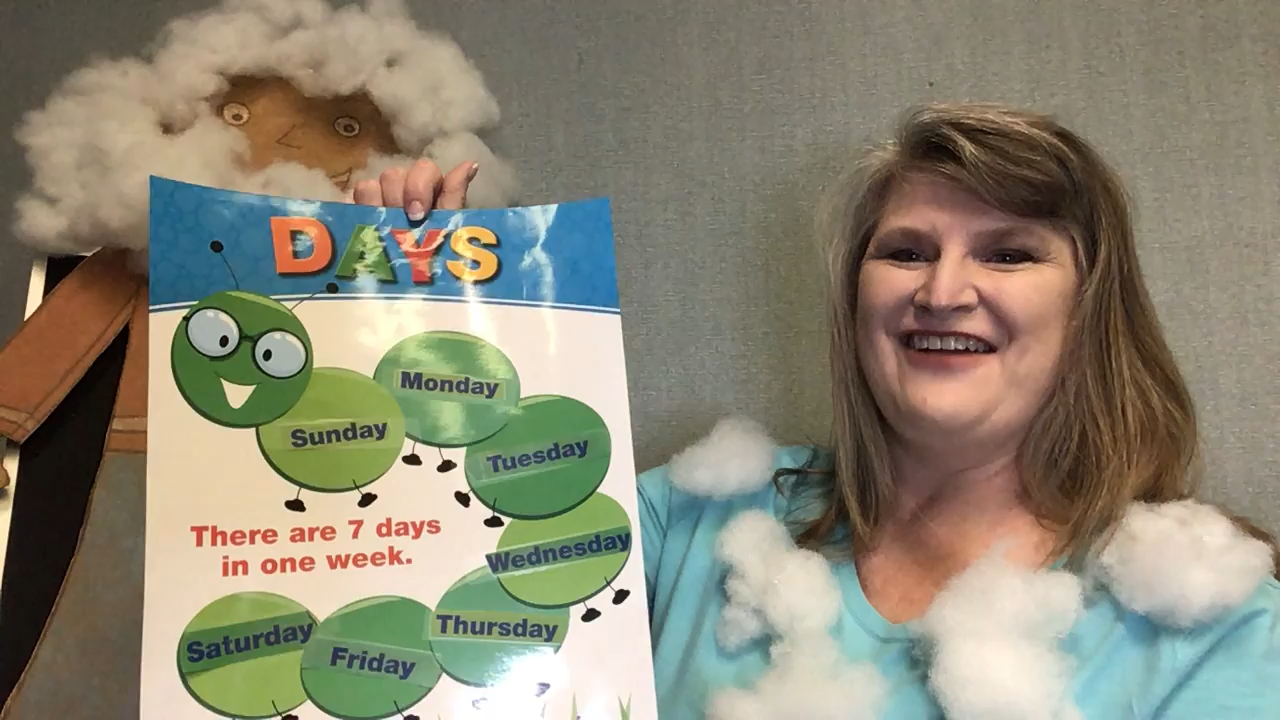 DAYS
Sunday
Monday
Tuesday
Wednesday
Thursday
Friday
Saturday
There are 7 days
in one week.